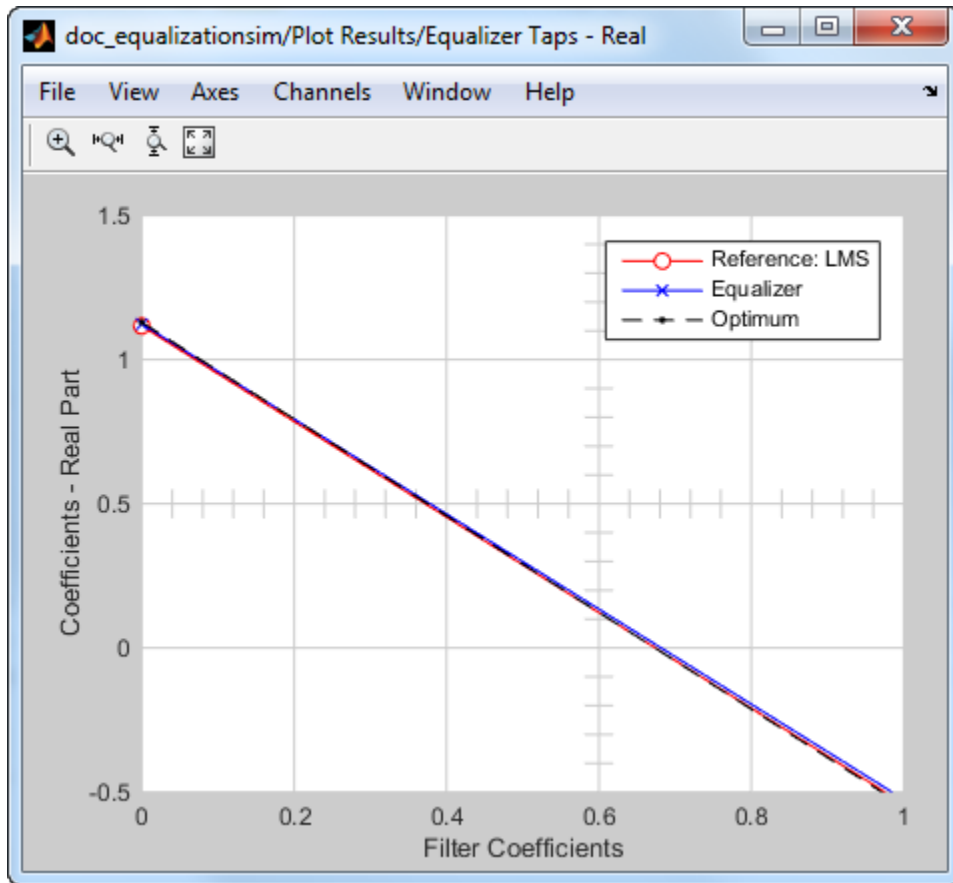 doc_equalizationsim/Plot Results/Equalizer Taps - Real
File View Axes Channels Window Help
1.5
1
0.5
0
-0.5
Coefficients - Real Part
Reference: LMS
Equalizer
Optimum
0 0.2 0.4 0.6 0.8 1
Filter Coefficients